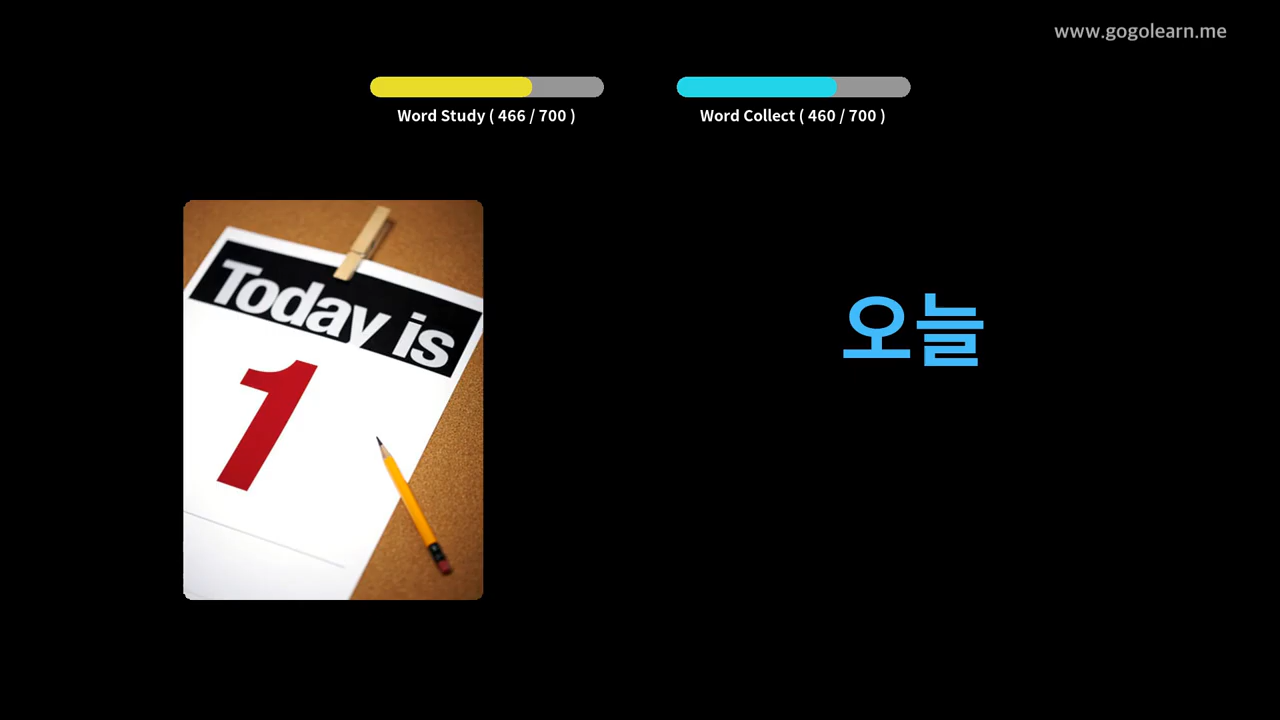 www.gogolearn.me
Word Study ( 466 / 700 )
Word Collect ( 460 / 700 )
Today is
1
오늘